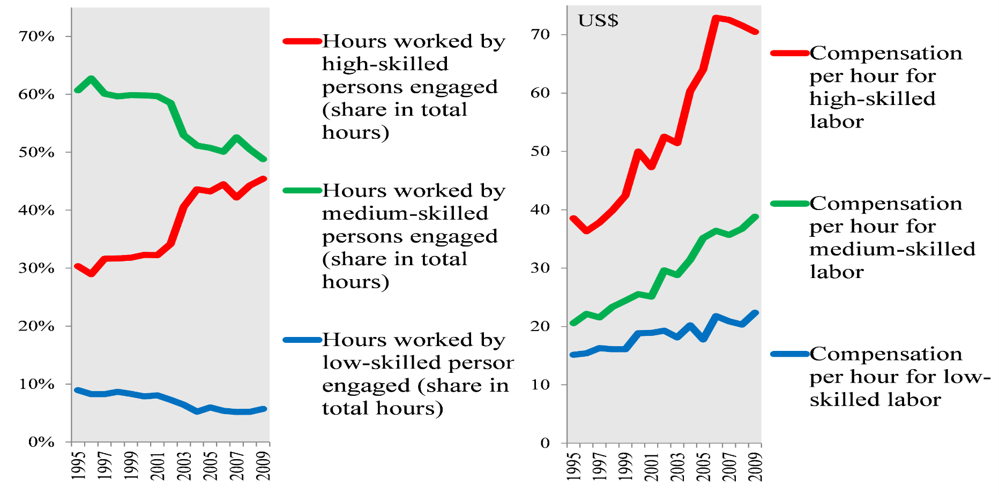 70%
60%
50%
40%
30%
20%
10%
0%
1995
1997
1999
2001
2003
2005
2007
2009
Hours worked by
high-skilled
persons engaged
(share in total
hours)
Hours worked by
medium-skilled
persons engaged
(share in total
hours)
Hours worked by
low-skilled person
engaged (share in
total hours)
US$
70
60
50
40
30
20
10
0
1995
1997
1999
2001
2003
2005
2007
2009
Compensation
per hour for
high-skilled
labor
Compensation
per hour for
medium-skilled
labor
Compensation
per hour for low-
skilled labor